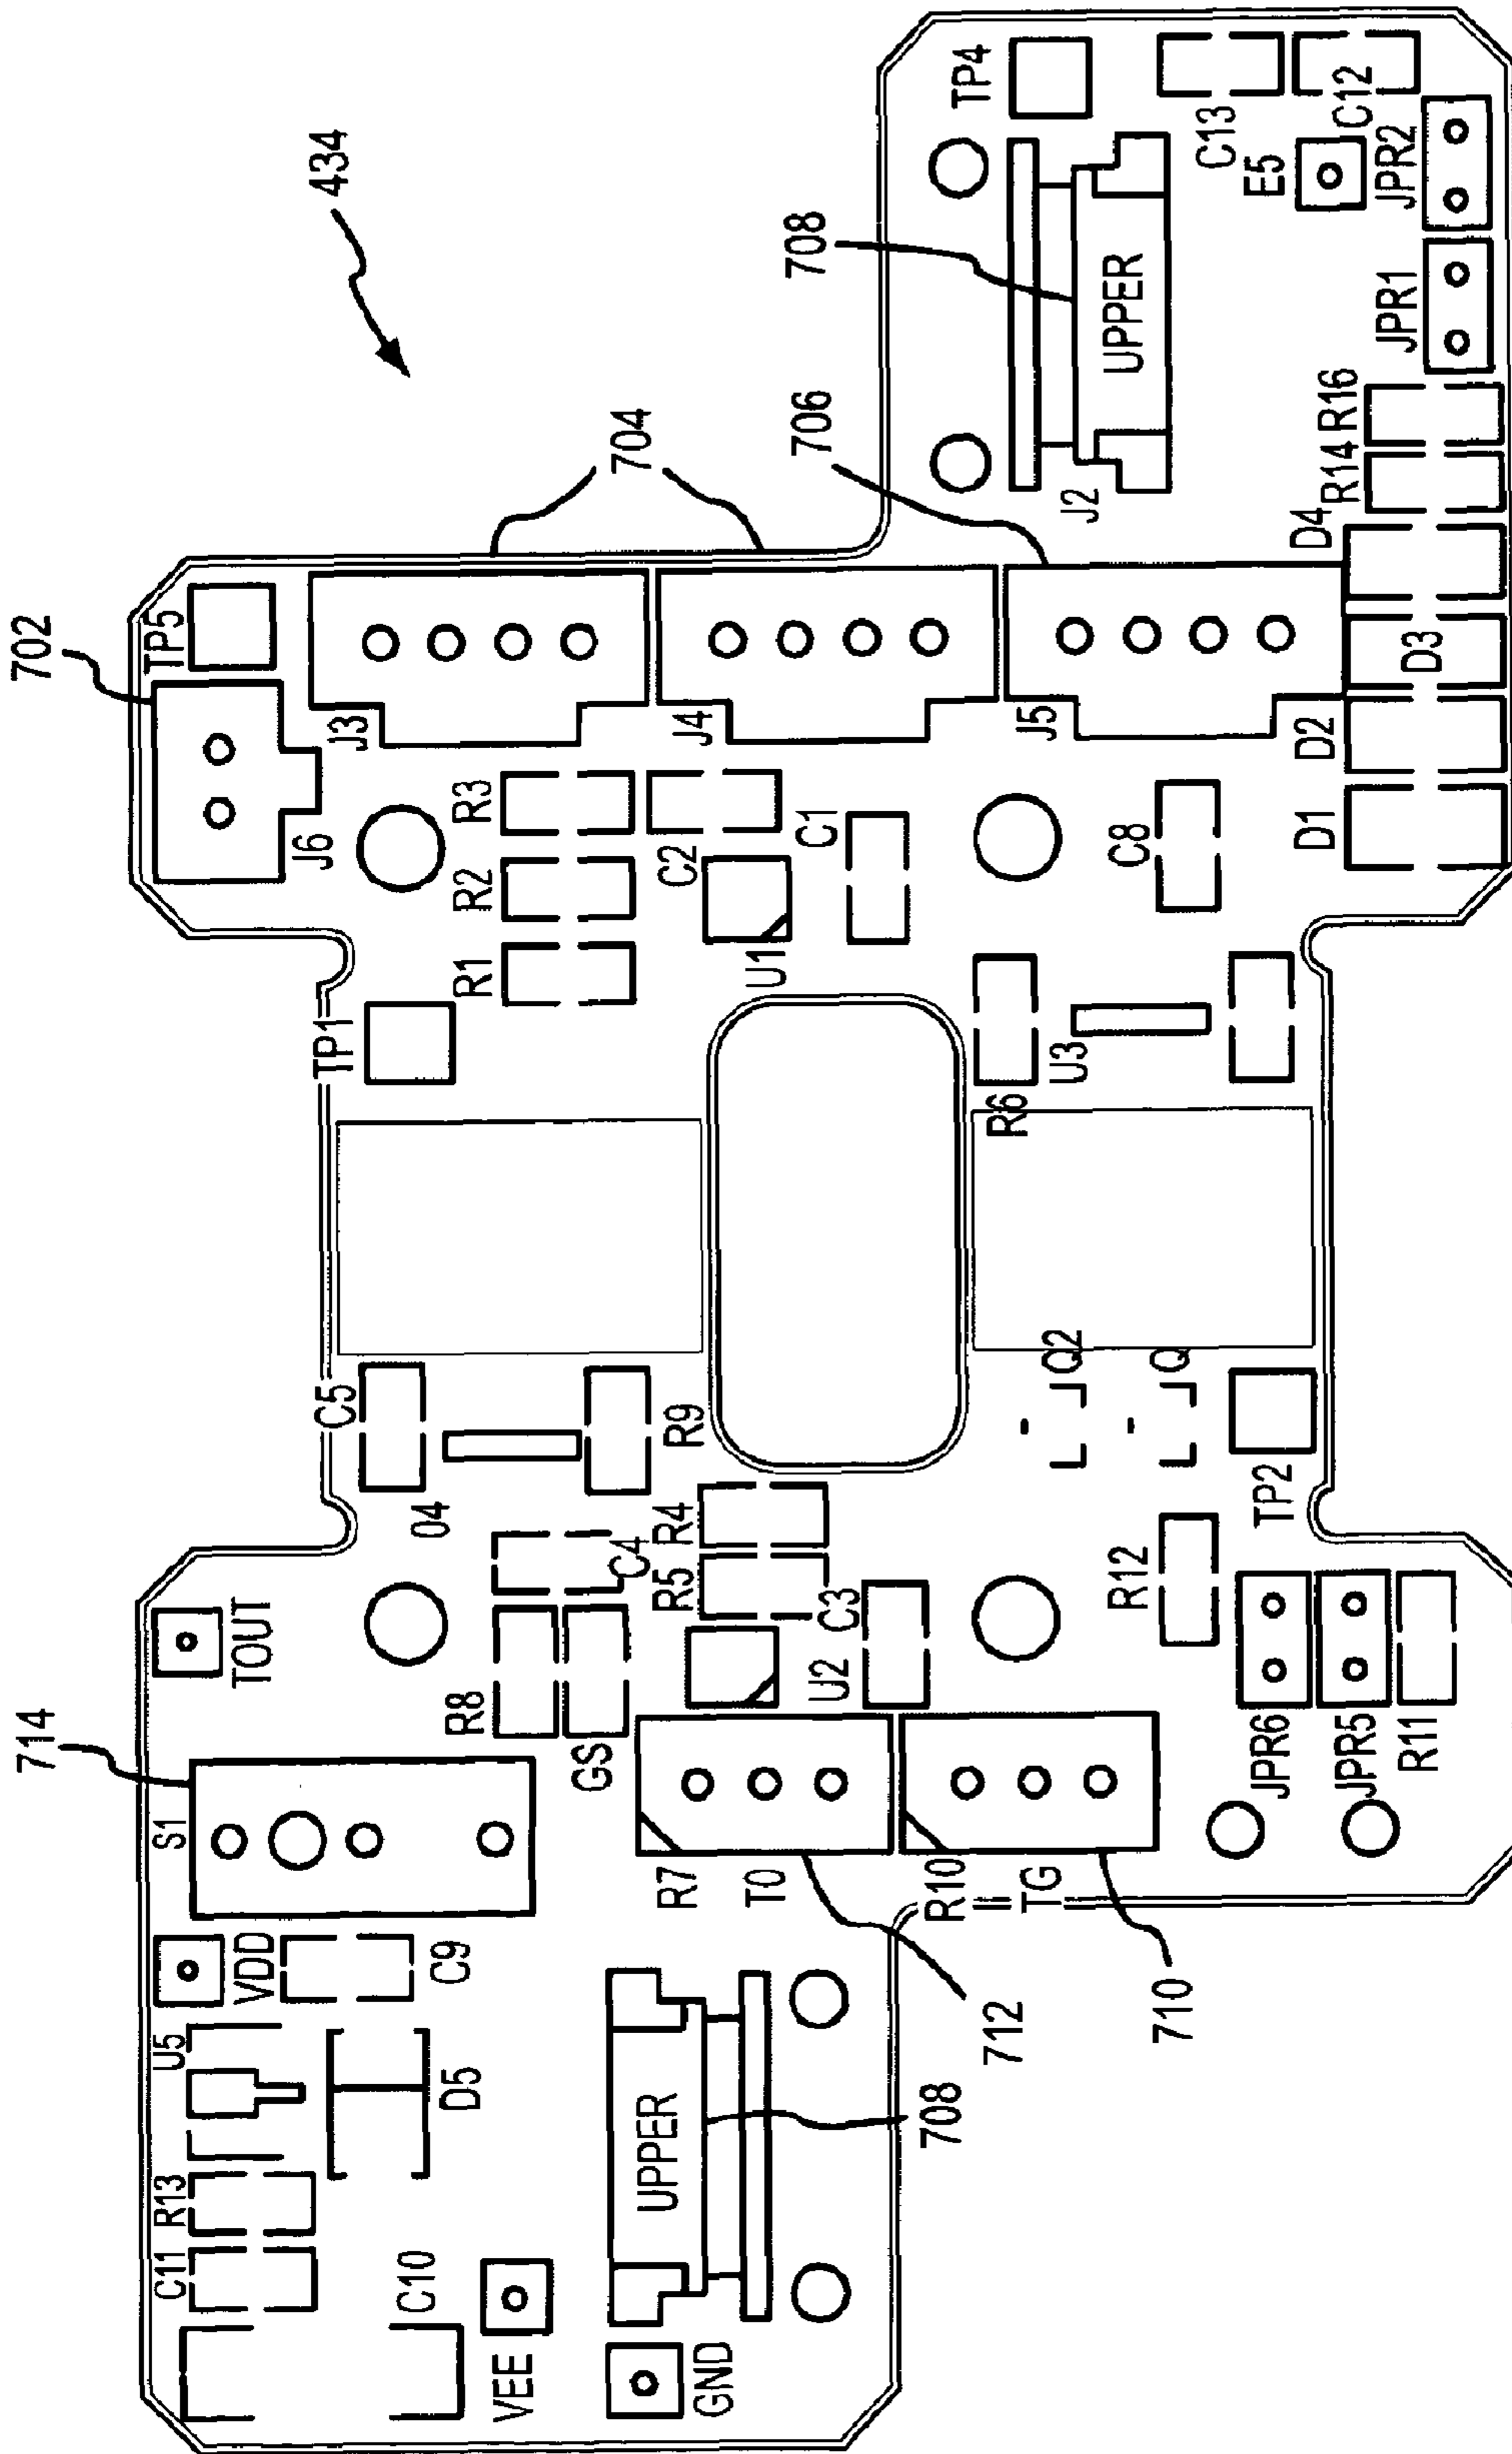 434
702
704
706
708
714
712
710
708
TP5
J6
J3
J4
J5
J2
UPPER
TP4
C13
C12
E5
JPR2
JPR1
R16
R14
D4
D3
D2
D1
R3
R2
R1
C2
C1
U1
C8
TP1
R6
U3
C5
04
R9
C4
R4
R5
C3
U2
Q2
Q
TP2
R12
JPR6
JPR5
R11
TOUT
R8
GS
S1
R7
TO
R10
TG
VDD
C9
U5
D5
R13
C11
C10
VEE
GND
UPPER